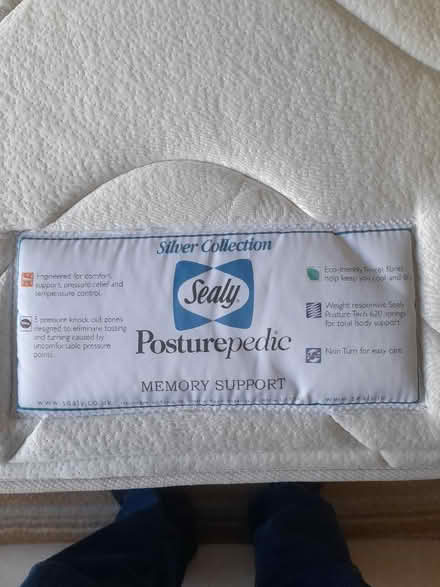 Silver Collection
Engineered for comfort,
support, pressure relief and
temperature control.
5 pressure knock out zones
designed to eliminate tossing
and turning caused by
uncomfortable pressure
points.
Sealy
Posturepedic
MEMORY SUPPORT
Eco-friendly Tencel fibres
help keep you cool and
Weight responsive Sealy
Posture Tech 620 springs
for total body support.
Non Turn for easy care.
www.sealy.co.uk